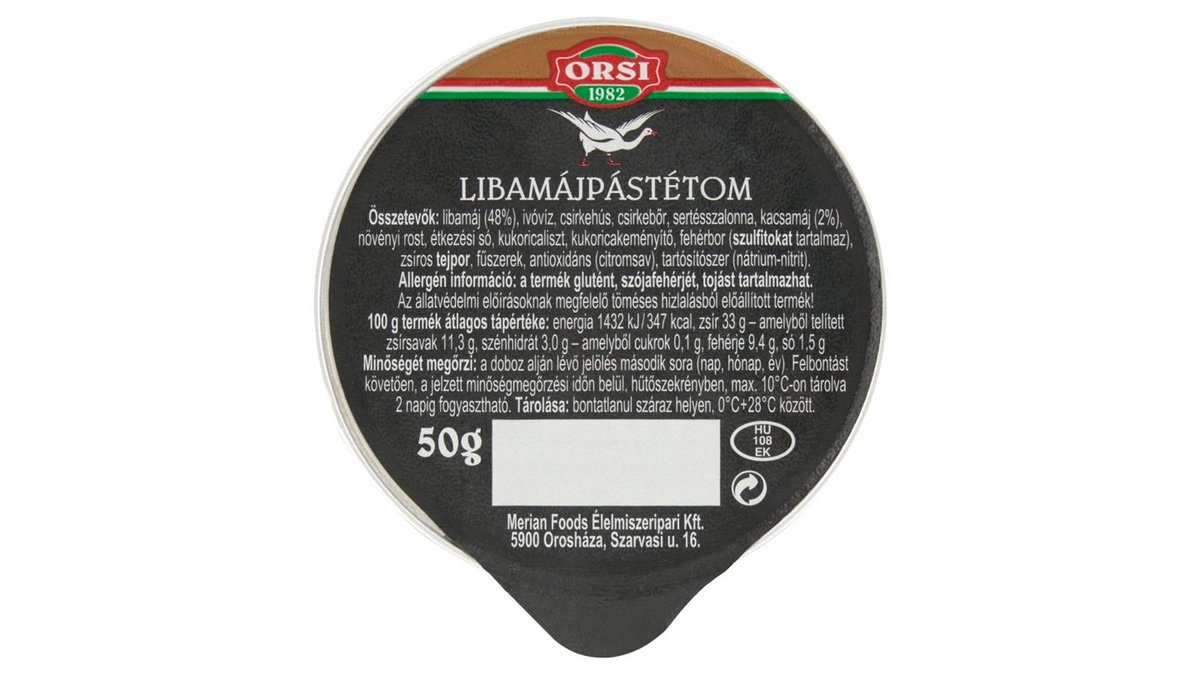 ORSI
1982
LIBAMÁJPÁSTÉTOM
Összetevők: libamáj (48%), ivóvíz, csirkehús, csirkebőr, sertésszalonna, kacsamáj (2%),
növényi rost, étkezési só, kukoricaliszt, kukoricakeményítő, fehérbor (szulfitokat tartalmaz),
zsíros tejpor, fűszerek, antioxidáns (citromsav), tartósítószer (nátrium-nitrit).
Allergén információ: a termék glutént, szójafehérjét, tojást tartalmazhat.
Az állatvédelmi előírásoknak megfelelő töméses hizlalásból előállított termék!
100 g termék átlagos tápértéke: energia 1432 kJ/347 kcal, zsír 33 g – amelyből telített
zsírsavak 11,3 g, szénhidrát 3,0 g – amelyből cukrok 0,1 g, fehérje 9,4 g, só 1,5 g
Minőségét megőrzi: a doboz alján lévő jelölés második sora (nap, hónap, év) Felbontást
követően, a jelzett minőségmegőrzési időn belül, hűtőszekrényben, max. 10°C-on tárolva
2 napig fogyasztható. Tárolása: bontatlanul száraz helyen, 0°C+28°C között.
50g
HU
108
EK
Merian Foods Élelmiszeripari Kft.
5900 Orosháza, Szarvasi u. 16.